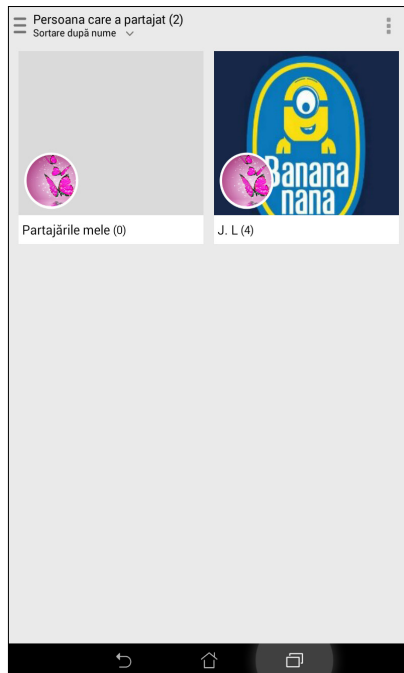 Persoana care a partajat (2)
Sortare după nume
Banana
nana
Partajările mele (0)
J. L (4)